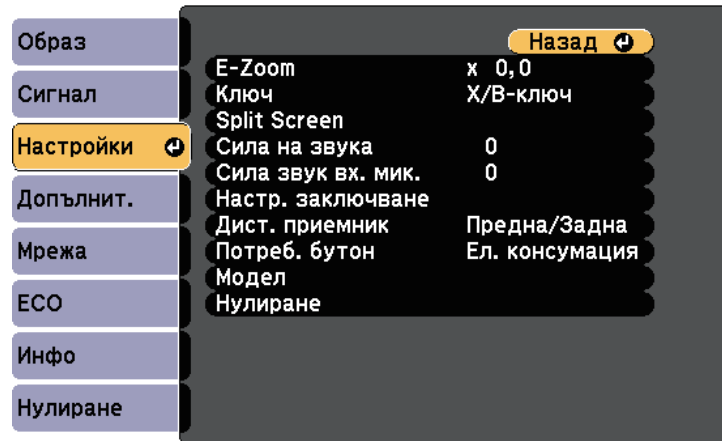 Образ
Сигнал
Настройки
Допълнит.
Мрежа
ECO
Инфо
Нулиране
Назад
E-Zoom x 0,0
Ключ Х/В-ключ
Split Screen
Сила на звука 0
Сила звук вх. мик. 0
Настр. заключване
Дист. приемник Предна/Задна
Потреб. бутон Ел. консумация
Модел
Нулиране